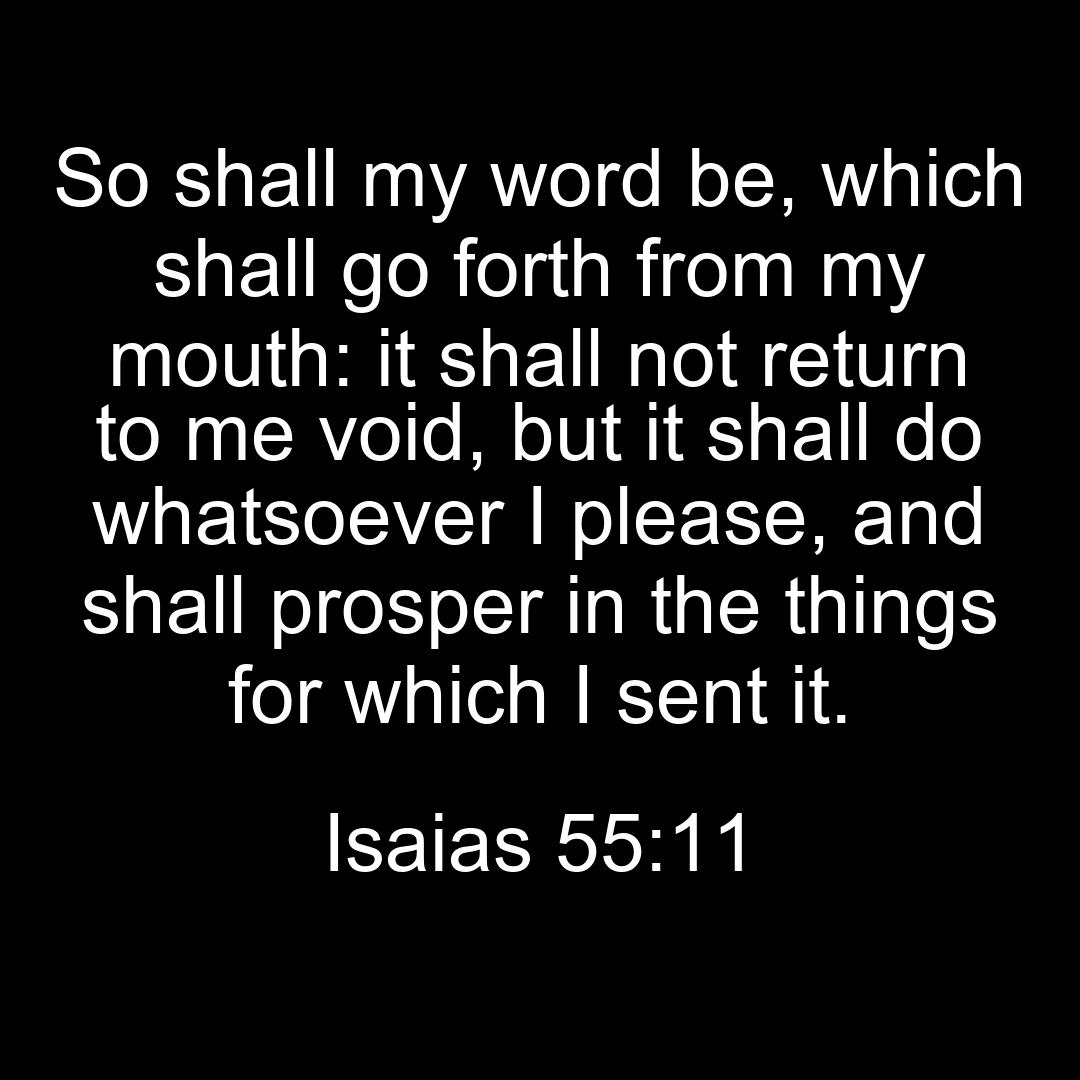 So shall my word be, which
shall go forth from my
mouth: it shall not return
to me void, but it shall do
whatsoever I please, and
shall prosper in the things
for which I sent it.
Isaias 55:11